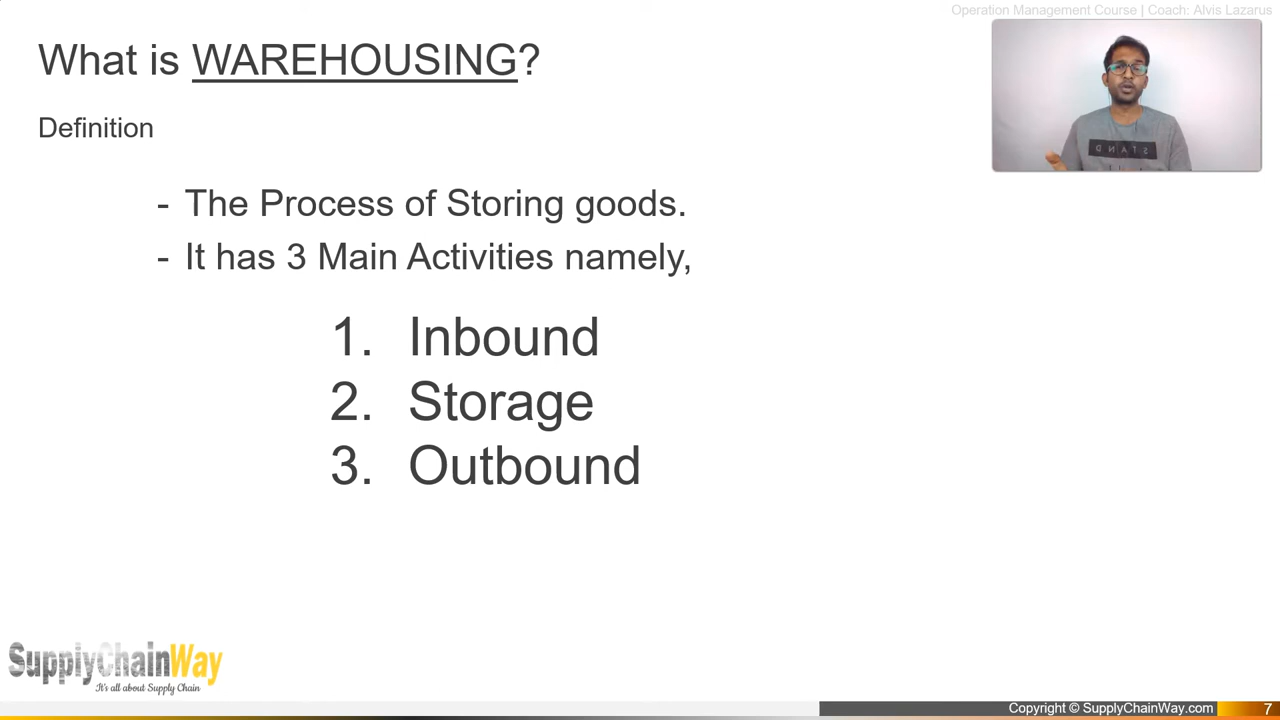 Operation Management Course | Coach: Alvis Lazarus
What is WAREHOUSING?
Definition
STAND
- The Process of Storing goods.
- It has 3 Main Activities namely,
1. Inbound
2. Storage
3. Outbound
SupplyChainWay
It's all about Supply Chain
Copyright © SupplyChainWay.com
7